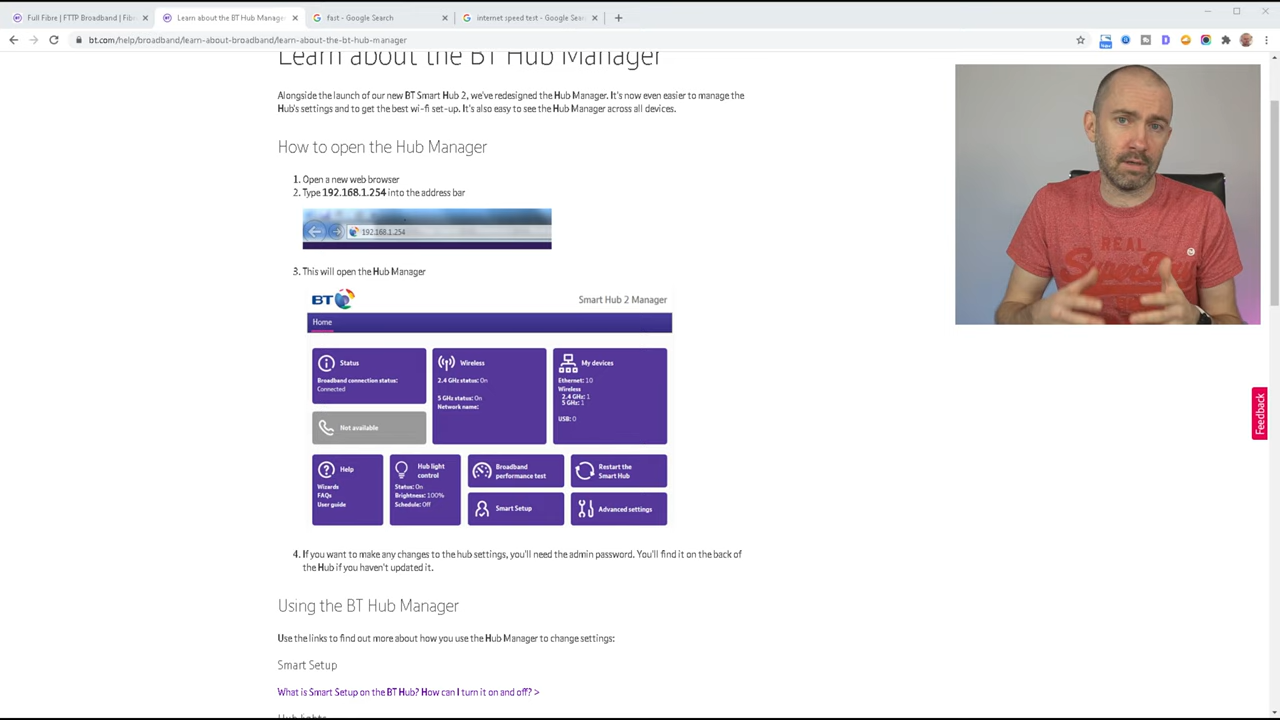 Full Fibre | FTTP Broadband | Fibr
Learn about the BT Hub Manager
fast - Google Search
internet speed test - Google Sear
bt.com/help/broadband/learn-about-broadband/learn-about-the-bt-hub-manager
Learn about the BT Hub Manager
Alongside the launch of our new BT Smart Hub 2, we've redesigned the Hub Manager. It's now even easier to manage the
Hub's settings and to get the best wi-fi set-up. It's also easy to see the Hub Manager across all devices.
How to open the Hub Manager
1. Open a new web browser
2. Type 192.168.1.254 into the address bar
192.168.1.254
3. This will open the Hub Manager
BT
Smart Hub 2 Manager
Home
Status
Broadband connection status:
Connected
Not available
Wireless
2.4 GHz status: On
5 GHz status: On
Network name:
My devices
Ethernet: 10
Wireless
2.4 GHz: 1
5 GHz: 1
USB: 0
Help
Wizards
FAQs
User guide
Hub light
control
Status: On
Brightness: 100%
Schedule: Off
Broadband
performance test
Restart the
Smart Hub
Smart Setup
Advanced settings
4. If you want to make any changes to the hub settings, you'll need the admin password. You'll find it on the back of
the Hub if you haven't updated it.
Using the BT Hub Manager
Use the links to find out more about how you use the Hub Manager to change settings:
Smart Setup
What is Smart Setup on the BT Hub? How can I turn it on and off? >
Hub lights
Feedback
REAL
Superdry